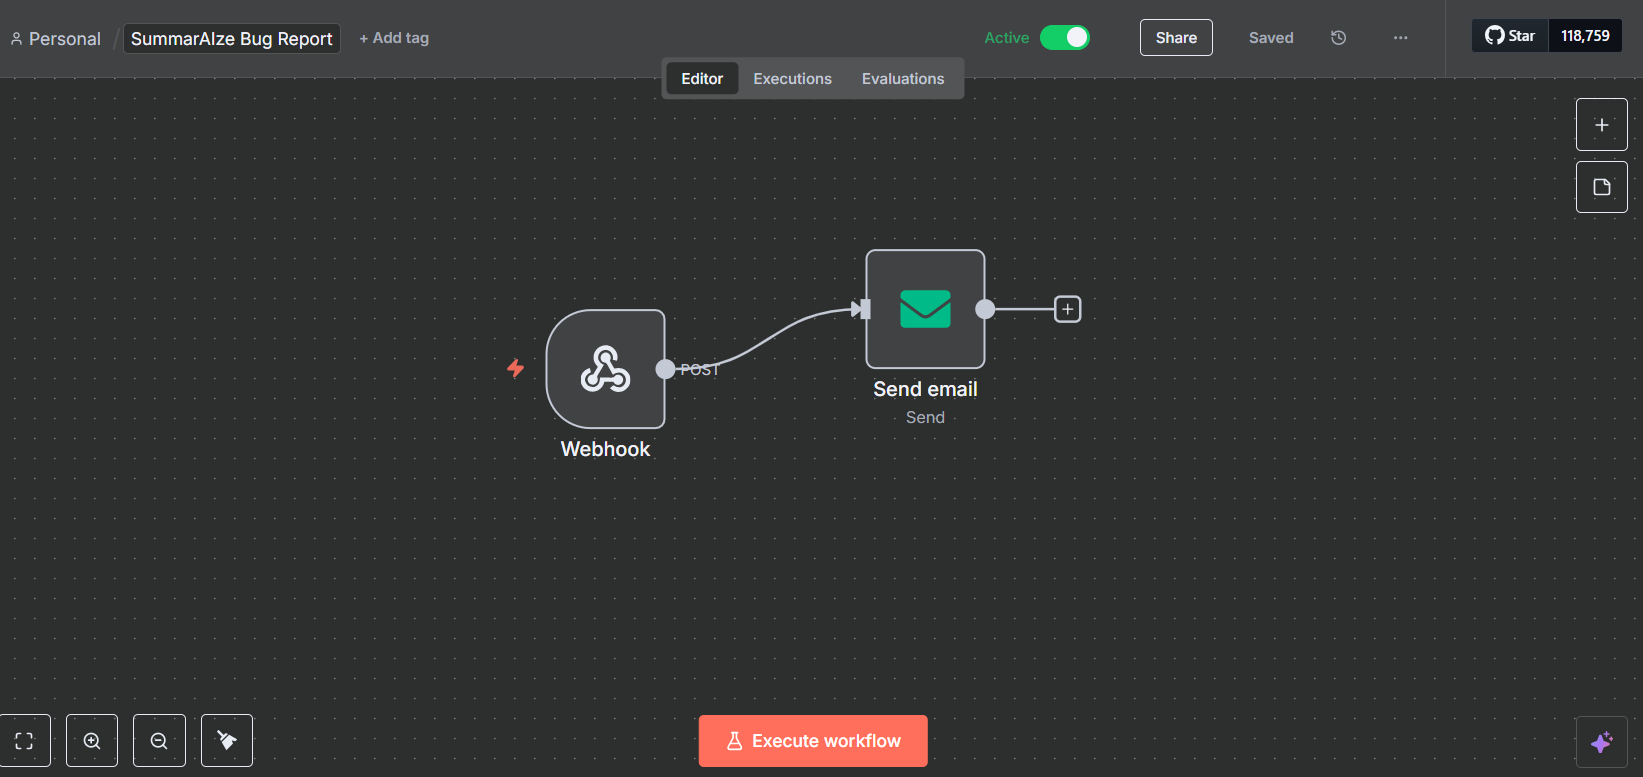 Personal / SummarAIze Bug Report + Add tag Active Share Saved ... Star 118,759
Editor Executions Evaluations
POST
Webhook
Send email
Send
Execute workflow